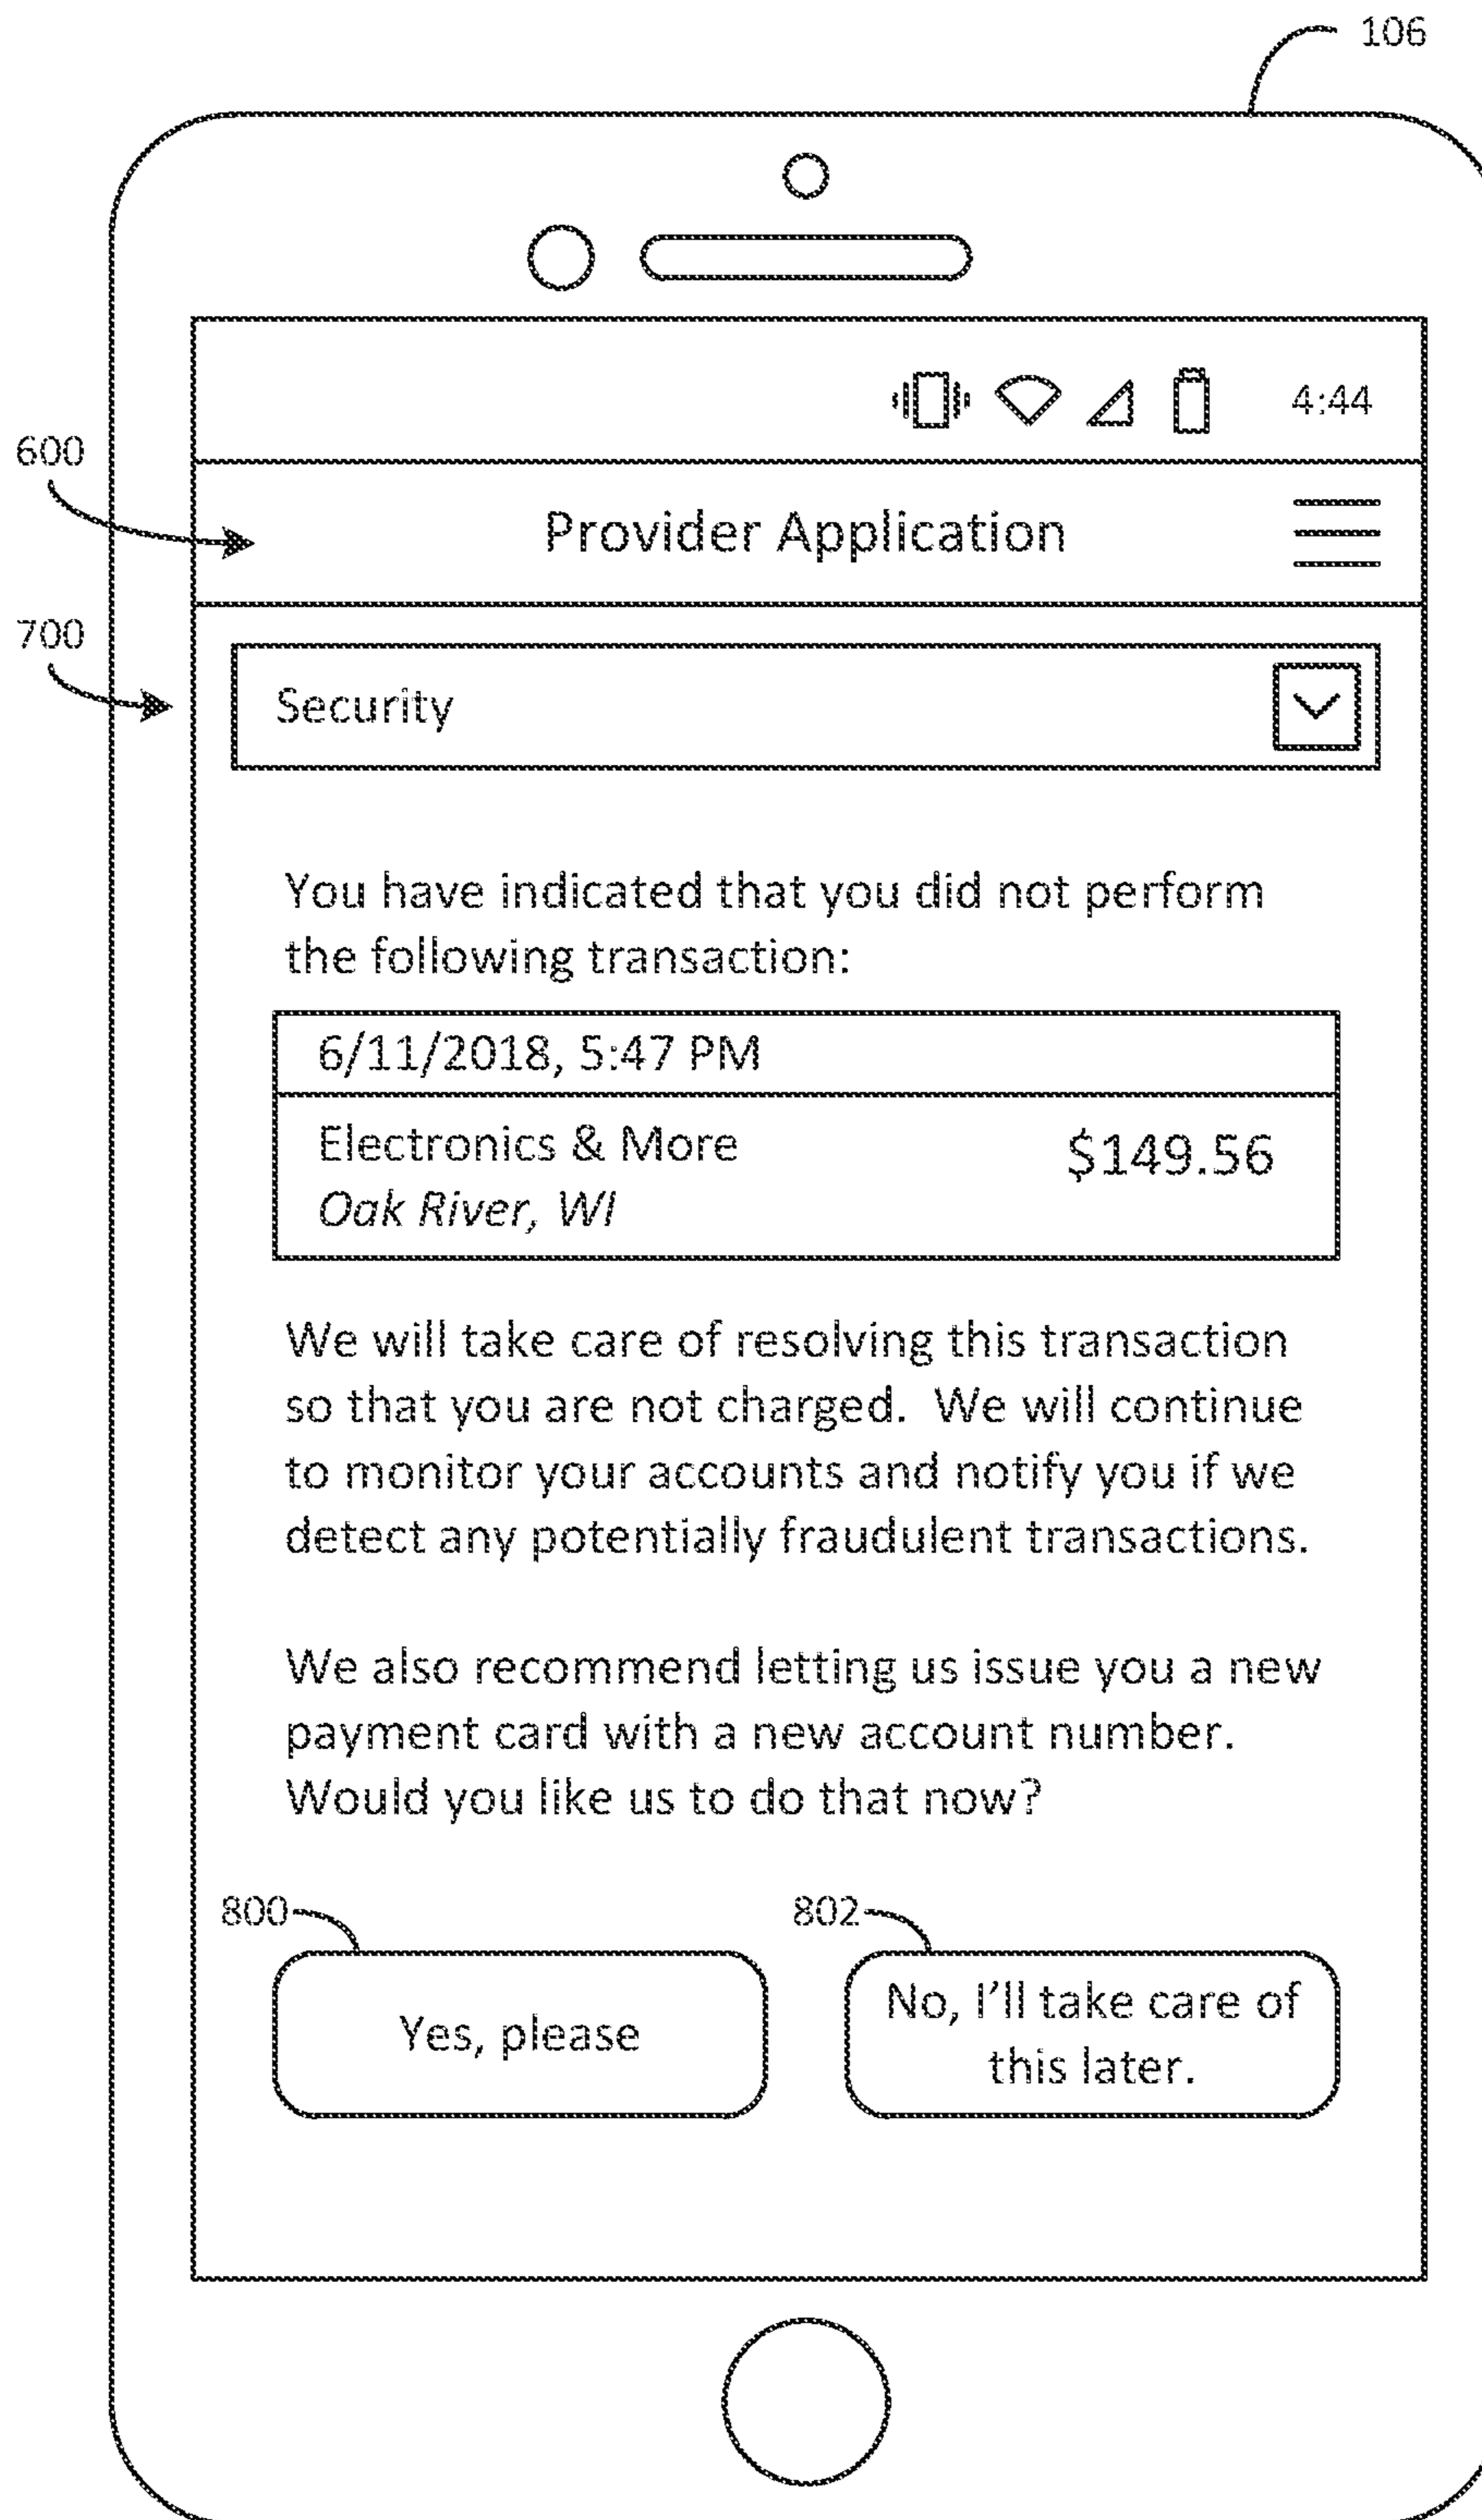 106
4:44
600
Provider Application
700
Security
You have indicated that you did not perform
the following transaction:
6/11/2018, 5:47 PM
Electronics & More
$149.56
Oak River, WI
We will take care of resolving this transaction
so that you are not charged.  We will continue
to monitor your accounts and notify you if we
detect any potentially fraudulent transactions.
We also recommend letting us issue you a new
payment card with a new account number.
Would you like us to do that now?
800
802
Yes, please
No, I'll take care of
this later.